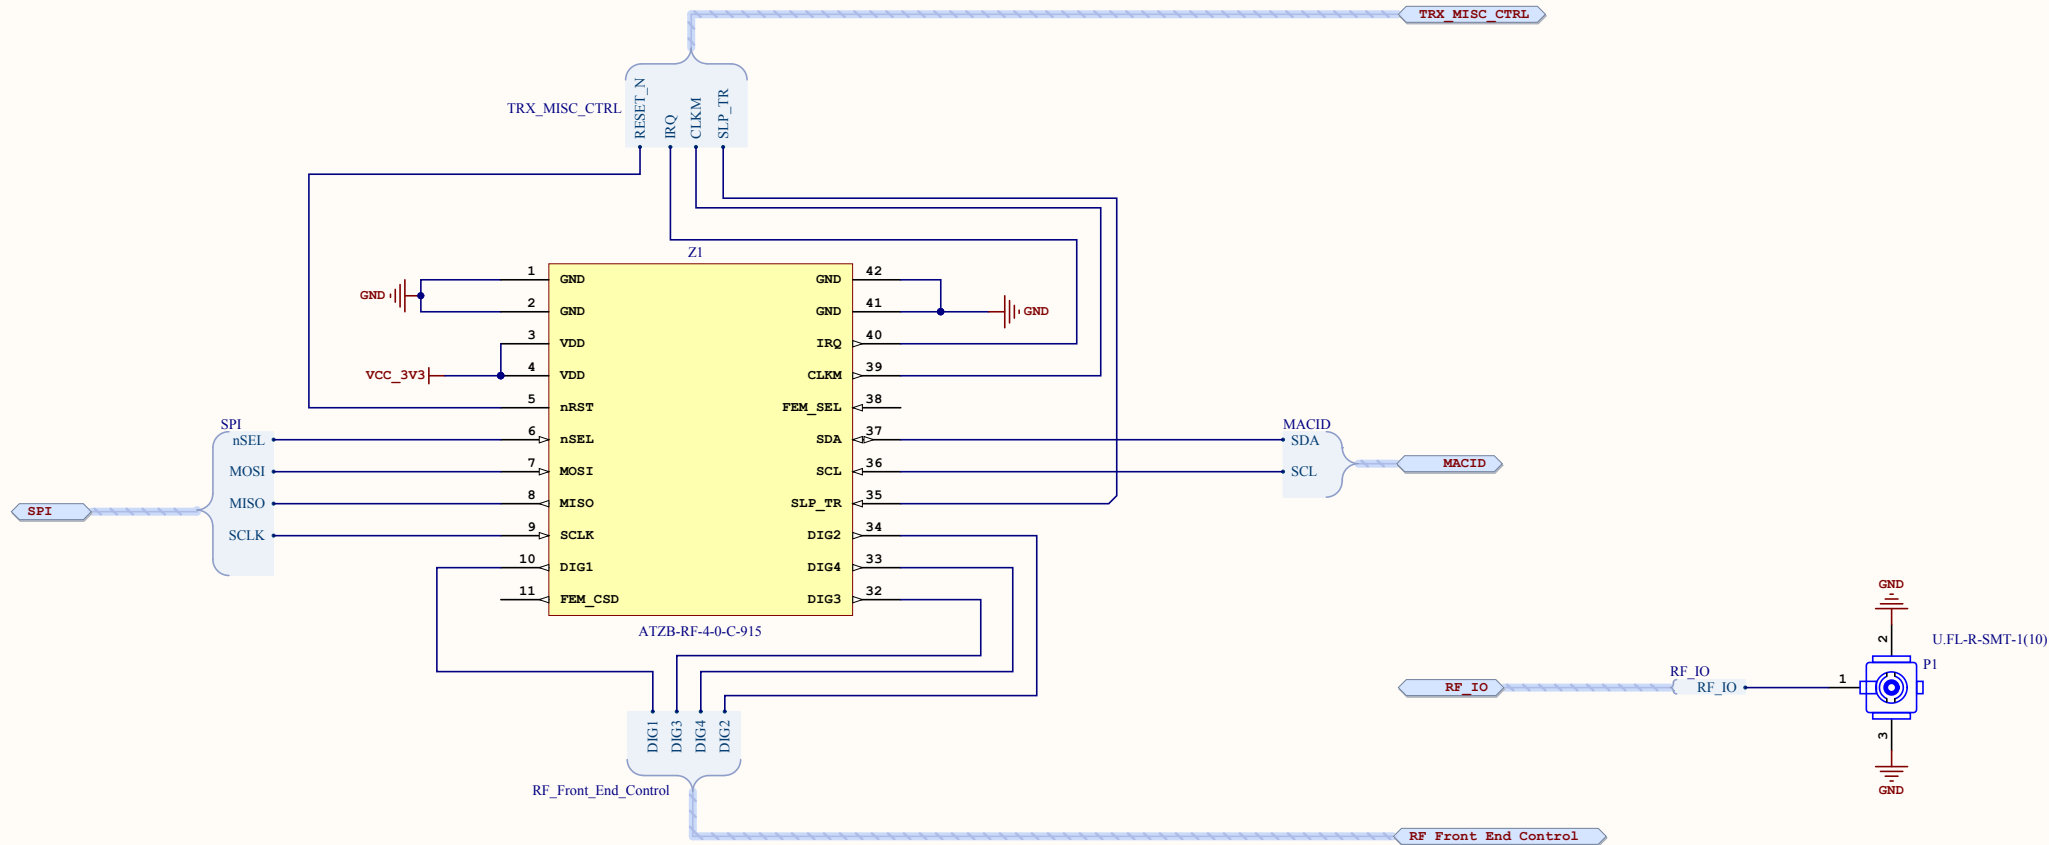 TRX_MISC_CTRL
TRX_MISC_CTRL
RESET_N
IRQ
CLKM
SLP_TR
Z1
1 GND
2 GND
3 VDD
4 VDD
5 nRST
6 nSEL
7 MOSI
8 MISO
9 SCLK
10 DIG1
11 FEM_CSD
GND 42
GND 41
IRQ 40
CLKM 39
FEM_SEL 38
SDA 37
SCL 36
SLP_TR 35
DIG2 34
DIG4 33
DIG3 32
ATZB-RF-4-0-C-915
GND
VCC_3V3
GND
SPI
nSEL
MOSI
MISO
SCLK
SPI
MACID
SDA
SCL
MACID
DIG1
DIG3
DIG4
DIG2
RF_Front_End_Control
RF Front End Control
GND
2
U.FL-R-SMT-1(10)
P1
RF_IO
RF_IO
RF_IO
1
3
GND